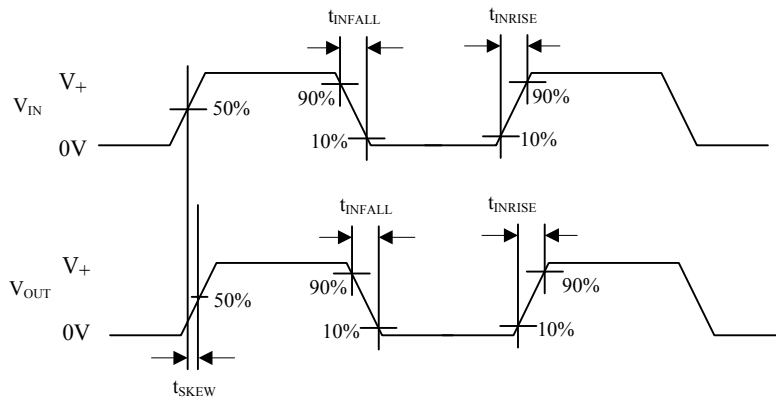 tINFALL tINRISE
V+
VIN 50% 90% 90%
0V 10% 10%
tINFALL tINRISE
V+
VOUT 50% 90% 90%
0V 10% 10%
tSKEW